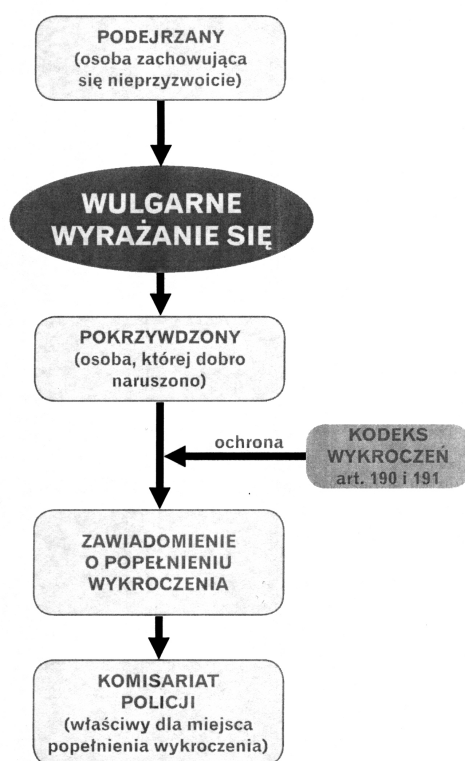 PODEJRZANY
(osoba zachowująca
się nieprzyzwoicie)
WULGARNE
WYRAŻANIE SIĘ
POKRZYWDZONY
(osoba, której dobro
naruszono)
ochrona
KODEKS
WYKROCZEŃ
art. 190 i 191
ZAWIADOMIENIE
O POPEŁNIENIU
WYKROCZENIA
KOMISARIAT
POLICJI
(właściwy dla miejsca
popełnienia wykroczenia)